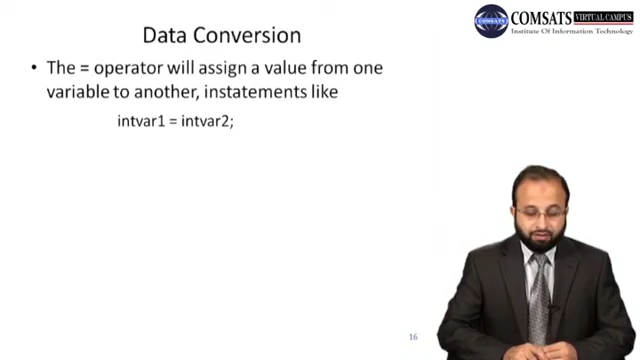 COMSATS
COMSATS
VIRTUAL CAMPUS
Institute Of Information Technology
Data Conversion
• The = operator will assign a value from one
variable to another, instatements like
intvar1 = intvar2;
16